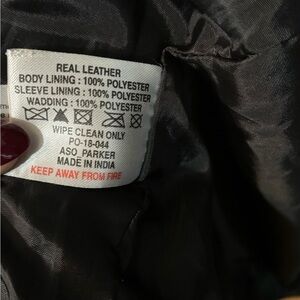 REAL LEATHER
BODY LINING : 100% POLYESTER
SLEEVE LINING : 100% POLYESTER
WADDING : 100% POLYESTER
WIPE CLEAN ONLY
PO-18-044
ASO_PARKER
MADE IN INDIA
KEEP AWAY FROM FIRE